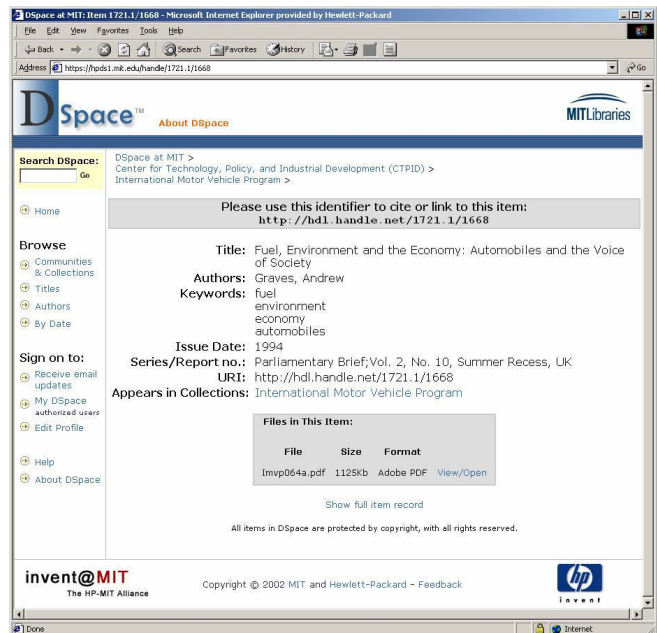 DSpace at MIT: Item 1721.1/1668 - Microsoft Internet Explorer provided by Hewlett-Packard
File Edit View Favorites Tools Help
Back Search Favorites History
Address https://hpds1.mit.edu/handle/1721.1/1668 Go
DSpace™ About DSpace MITLibraries
Search DSpace:
Go
Home
Browse
Communities
& Collections
Titles
Authors
By Date
Sign on to:
Receive email
updates
My DSpace
authorized users
Edit Profile
Help
About DSpace
DSpace at MIT >
Center for Technology, Policy, and Industrial Development (CTPID) >
International Motor Vehicle Program >
Please use this identifier to cite or link to this item:
http://hdl.handle.net/1721.1/1668
Title: Fuel, Environment and the Economy: Automobiles and the Voice
of Society
Authors: Graves, Andrew
Keywords: fuel
environment
economy
automobiles
Issue Date: 1994
Series/Report no.: Parliamentary Brief;Vol. 2, No. 10, Summer Recess, UK
URI: http://hdl.handle.net/1721.1/1668
Appears in Collections: International Motor Vehicle Program
Files in This Item:
File Size Format
Imvp064a.pdf 1125Kb Adobe PDF View/Open
Show full item record
All items in DSpace are protected by copyright, with all rights reserved.
invent@MIT
The HP-MIT Alliance
Copyright © 2002 MIT and Hewlett-Packard - Feedback
hp
invent
Done Internet